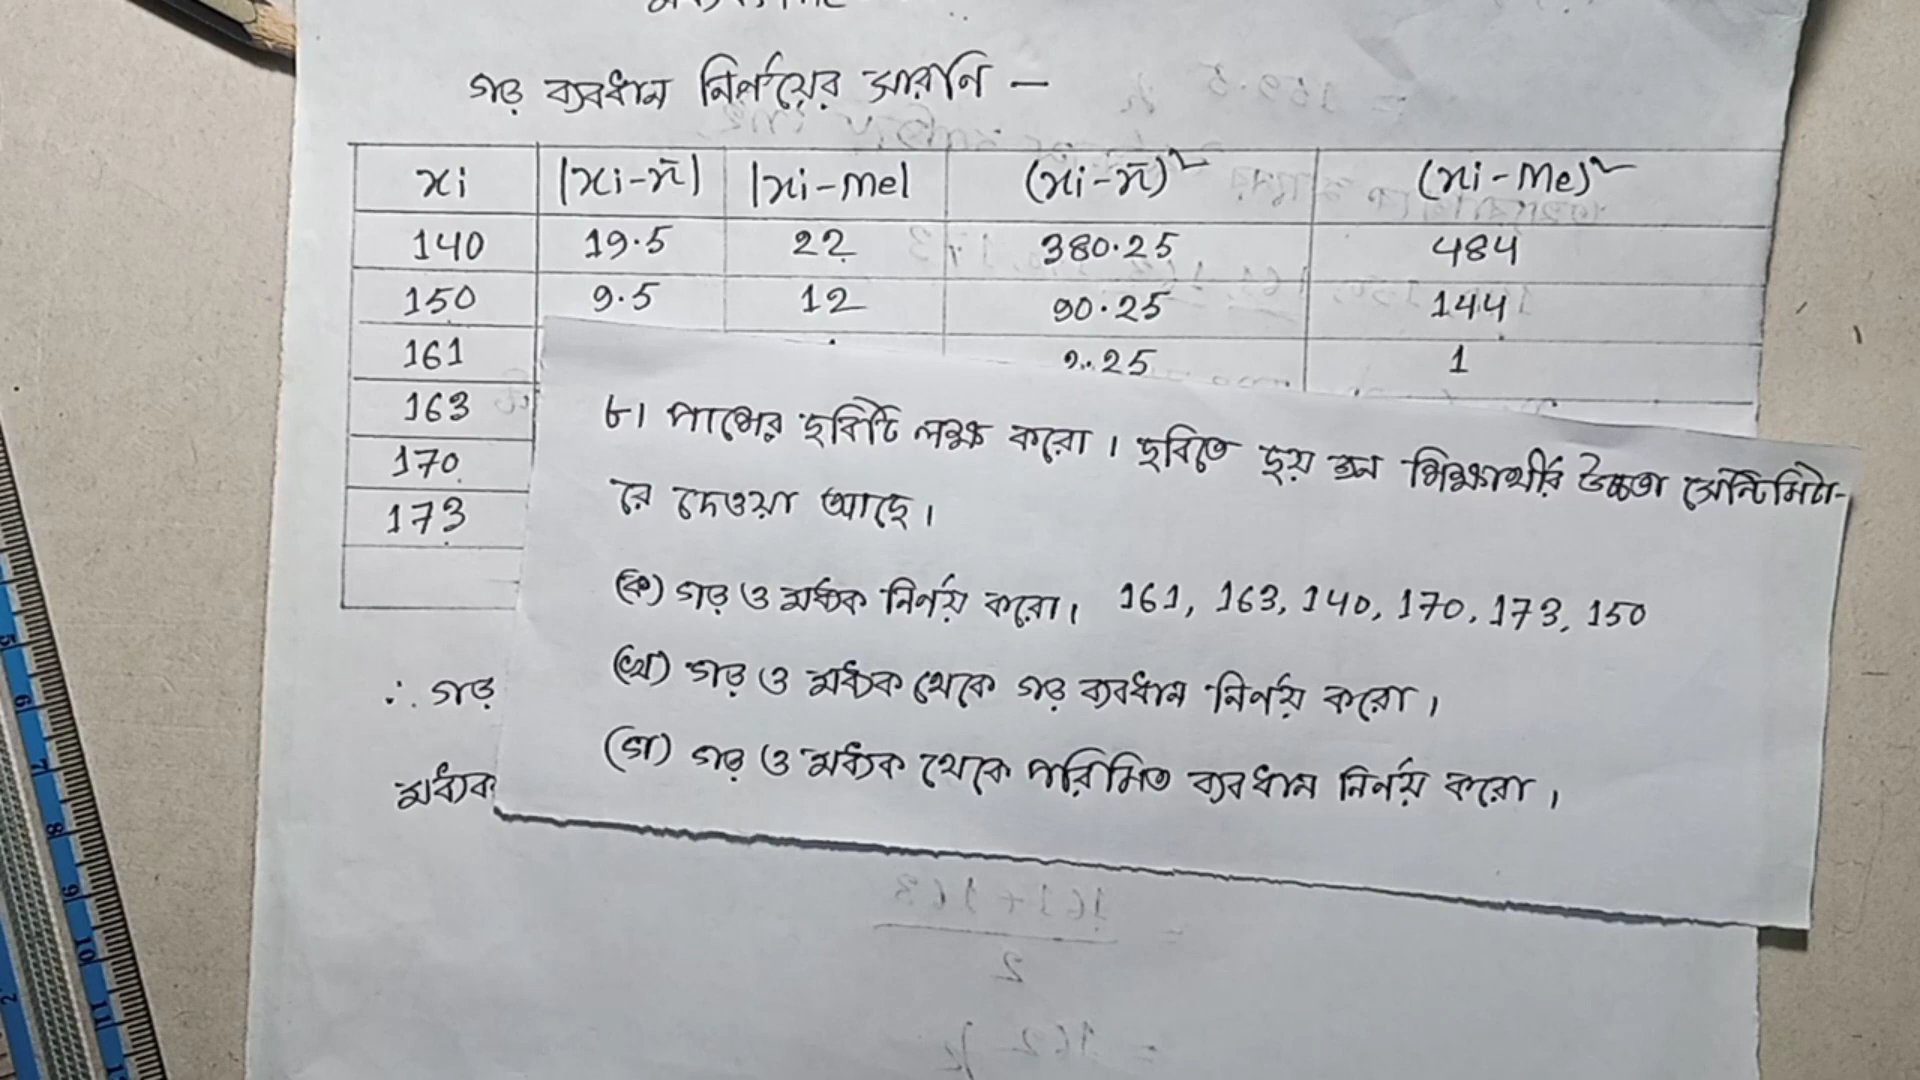 গড় ব্যবধান নির্ণয়ের সারণি —
xi |xi-x̄| |xi-Me| (xi-x̄)² (xi-Me)²
140 19.5 22 380.25 484
150 9.5 12 90.25 144
161 2.25 1
163
170
173
৮। পাশের ছবিটি লক্ষ করো। ছবিতে ছয় জন শিক্ষার্থীর উচ্চতা সেন্টিমিটা-
রে দেওয়া আছে।
(ক) গড় ও মধ্যক নির্ণয় করো। 161, 163, 140, 170, 173, 150
(খ) গড় ও মধ্যক থেকে গড় ব্যবধান নির্ণয় করো।
(গ) গড় ও মধ্যক থেকে পরিমিত ব্যবধান নির্ণয় করো।
∴ গড়
মধ্যক